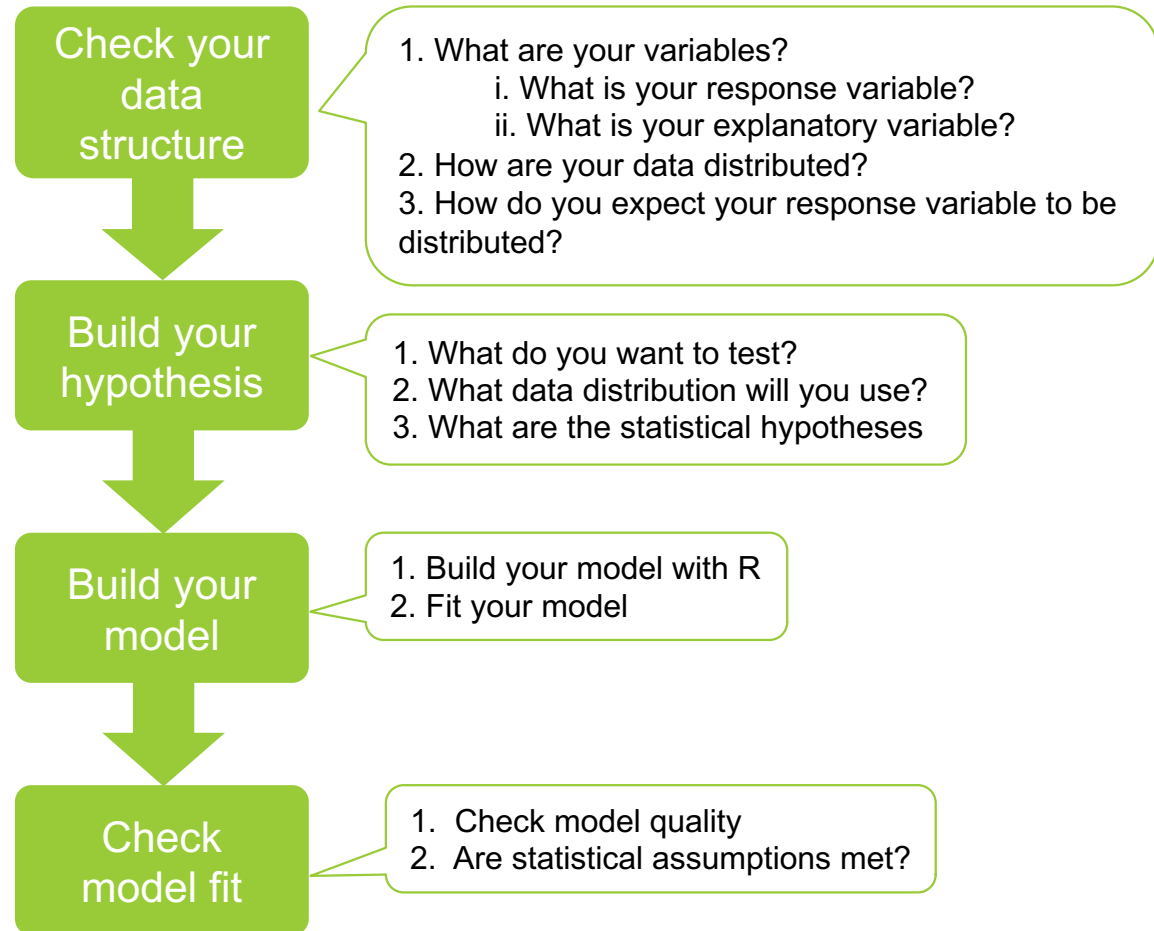 Check your
data
structure
1. What are your variables?
i. What is your response variable?
ii. What is your explanatory variable?
2. How are your data distributed?
3. How do you expect your response variable to be
distributed?
Build your
hypothesis
1. What do you want to test?
2. What data distribution will you use?
3. What are the statistical hypotheses
Build your
model
1. Build your model with R
2. Fit your model
Check
model fit
1. Check model quality
2. Are statistical assumptions met?